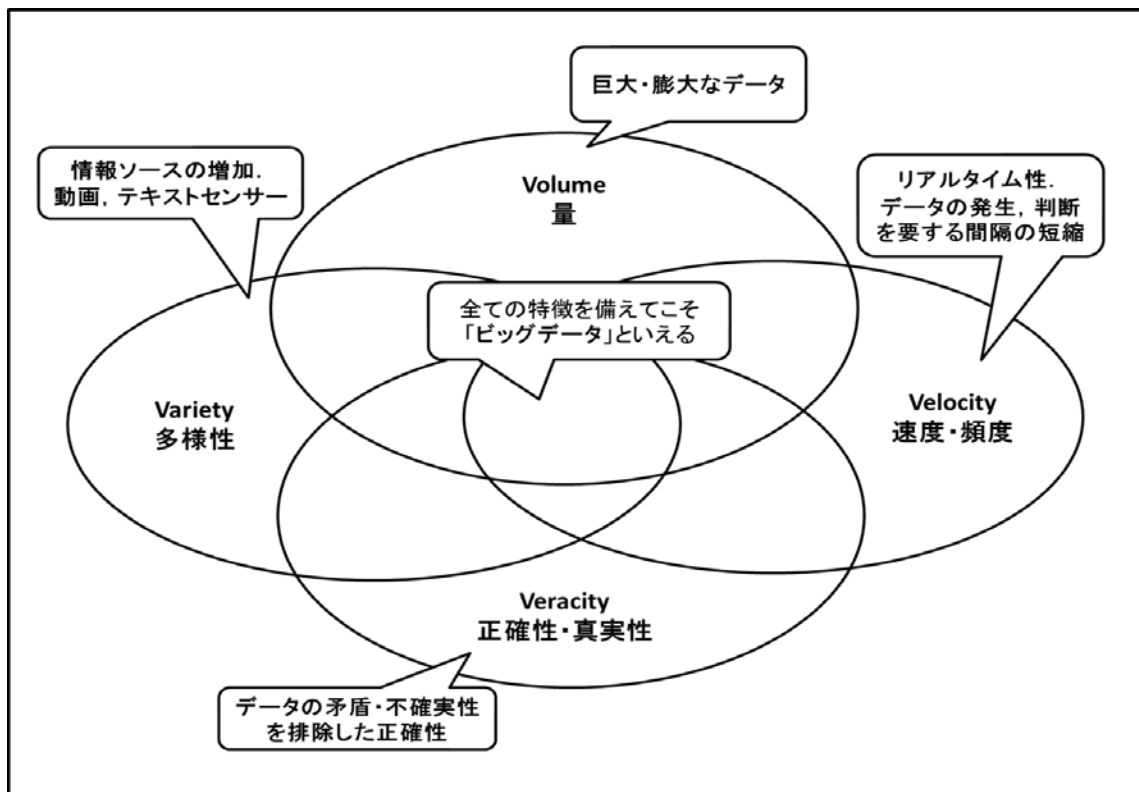 巨大・膨大なデータ
情報ソースの増加.
動画, テキストセンサー
Volume
量
リアルタイム性.
データの発生, 判断
を要する間隔の短縮
全ての特徴を備えてこそ
「ビッグデータ」といえる
Variety
多様性
Velocity
速度・頻度
Veracity
正確性・真実性
データの矛盾・不確実性
を排除した正確性